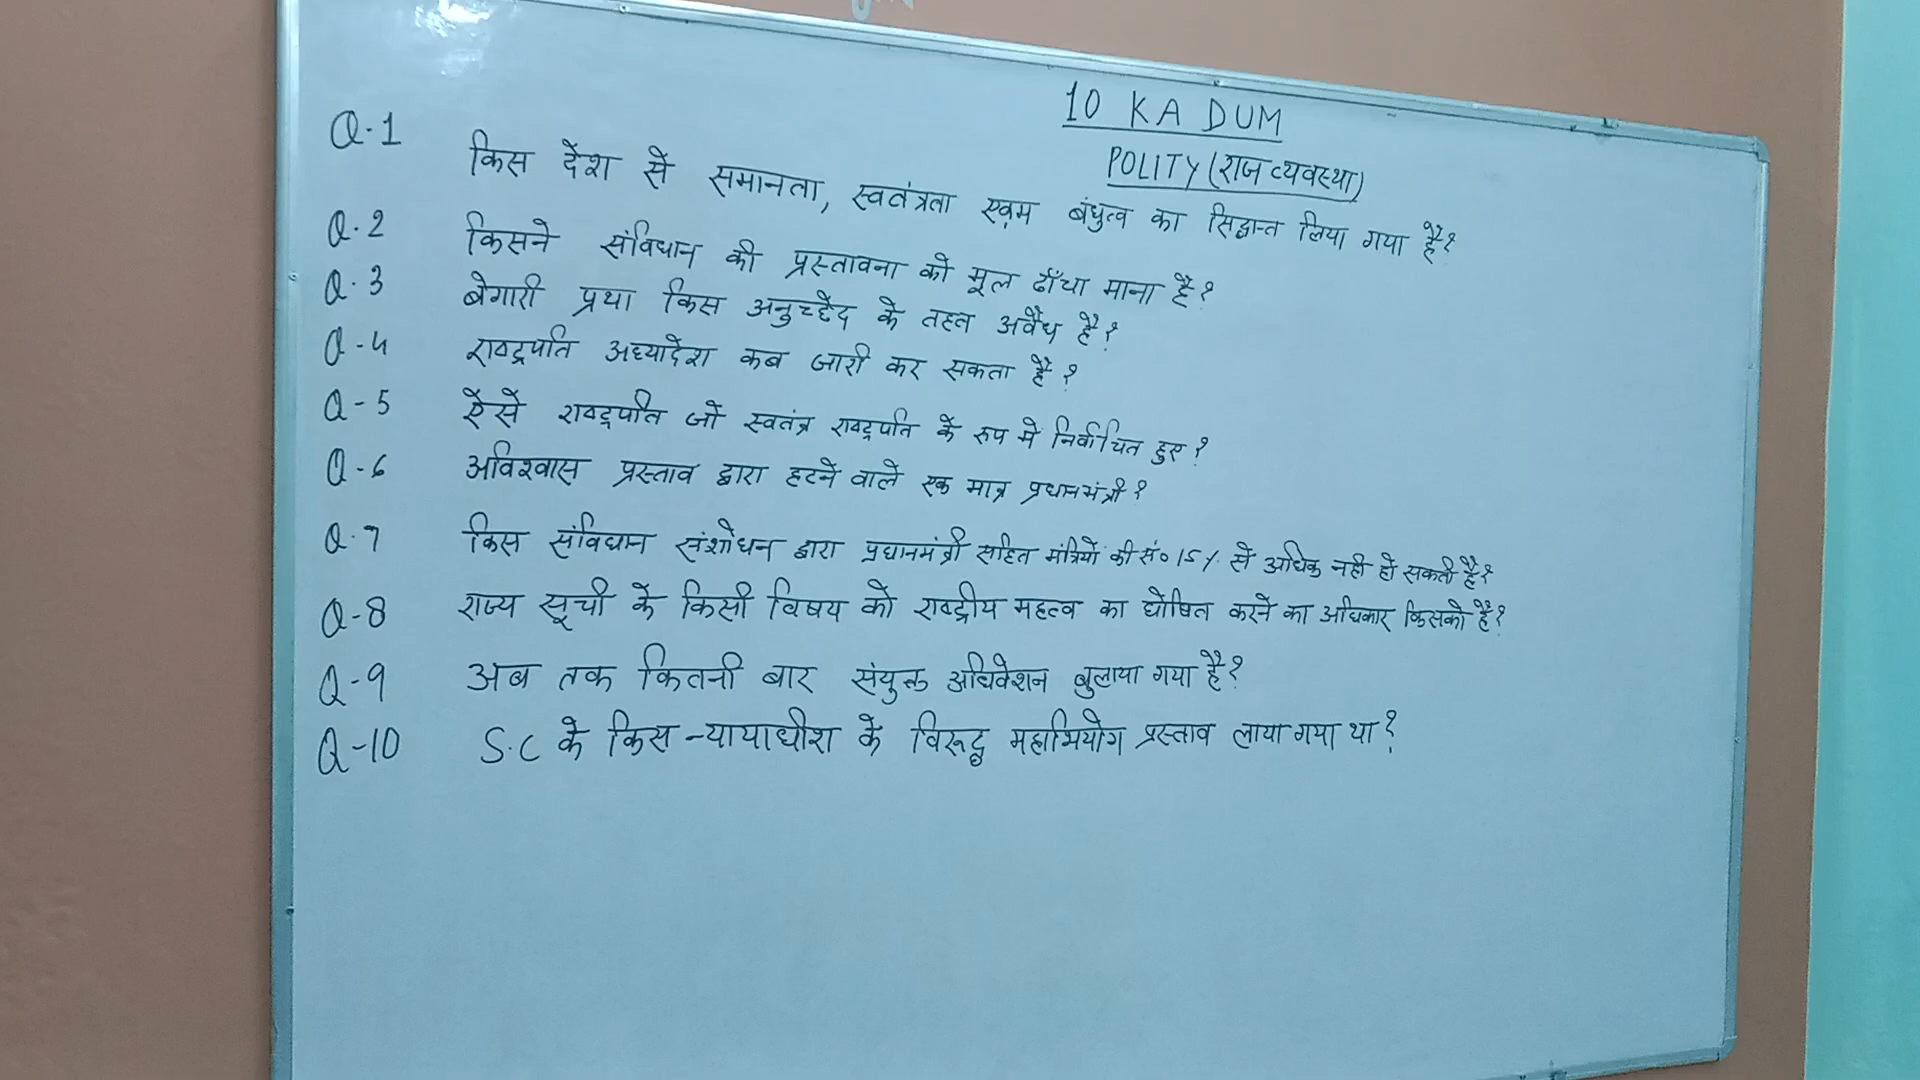 10 KA DUM
POLITY (राजव्यवस्था)
Q.1 किस देश से समानता, स्वतंत्रता एवम बंधुत्व का सिद्धान्त लिया गया है?
Q.2 किसने संविधान की प्रस्तावना को मूल ढाँचा माना है?
Q.3 बेगारी प्रथा किस अनुच्छेद के तहत अवैध है?
Q-4 राष्ट्रपति अध्यादेश कब जारी कर सकता है?
Q-5 ऐसे राष्ट्रपति जो स्वतंत्र राष्ट्रपति के रूप मे निर्वाचित हुए?
Q-6 अविश्वास प्रस्ताव द्वारा हटने वाले एक मात्र प्रधानमंत्री?
Q.7 किस संविधान संशोधन द्वारा प्रधानमंत्री सहित मंत्रियों की सं० 15% से अधिक नही हो सकती है?
Q-8 राज्य सूची के किसी विषय को राष्ट्रीय महत्व का घोषित करने का अधिकार किसको है?
Q-9 अब तक कितनी बार संयुक्त अधिवेशन बुलाया गया है?
Q-10 S.C के किस न्यायाधीश के विरूद्ध महाभियोग प्रस्ताव लाया गया था?